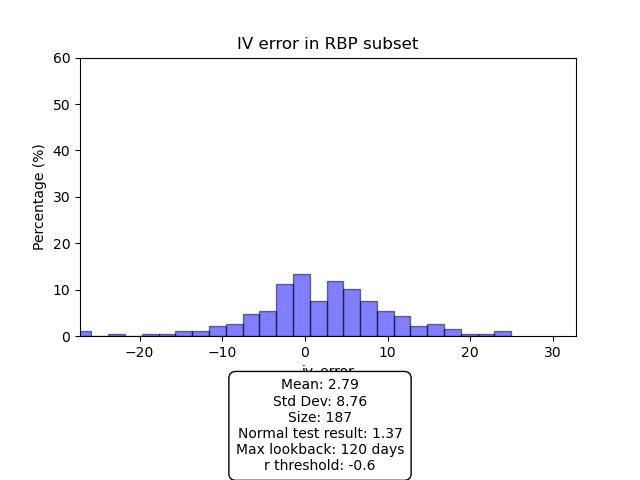 IV error in RBP subset
60
50
40
30
20
10
0
Percentage (%)
−20
−10
0
10
20
30
iv_error
Mean: 2.79
Std Dev: 8.76
Size: 187
Normal test result: 1.37
Max lookback: 120 days
r threshold: -0.6